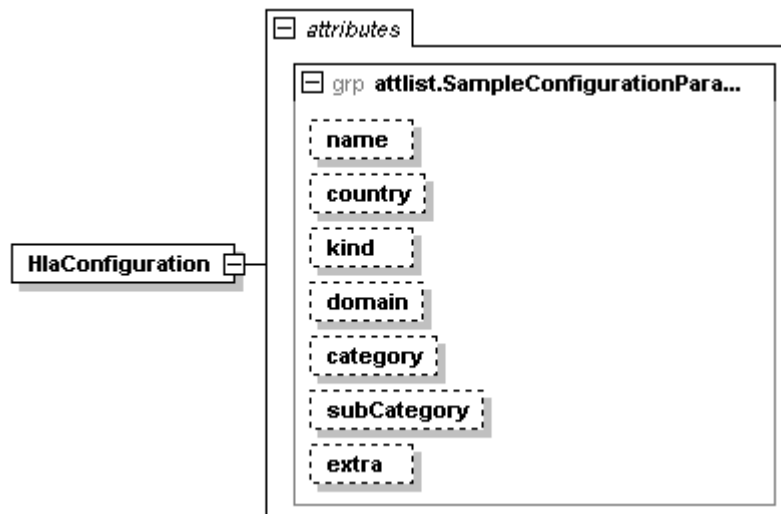 attributes
grp attlist.SampleConfigurationPara...
name
country
kind
HlaConfiguration
domain
category
subCategory
extra